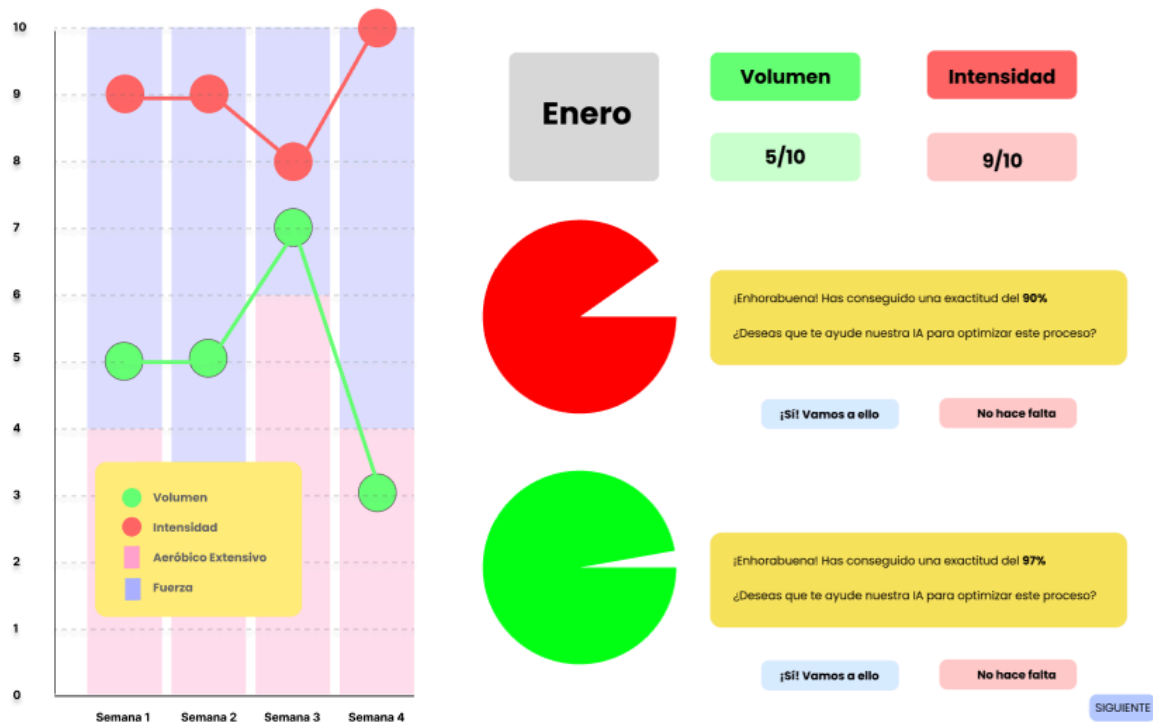 10
9
8
7
6
5
4
3
2
1
0
Volumen
Intensidad
Aeróbico Extensivo
Fuerza
Semana 1
Semana 2
Semana 3
Semana 4
Enero
Volumen
Intensidad
5/10
9/10
¡Enhorabuena! Has conseguido una exactitud del 90%
¿Deseas que te ayude nuestra IA para optimizar este proceso?
¡Sí! Vamos a ello
No hace falta
¡Enhorabuena! Has conseguido una exactitud del 97%
¿Deseas que te ayude nuestra IA para optimizar este proceso?
¡Sí! Vamos a ello
No hace falta
SIGUIENTE